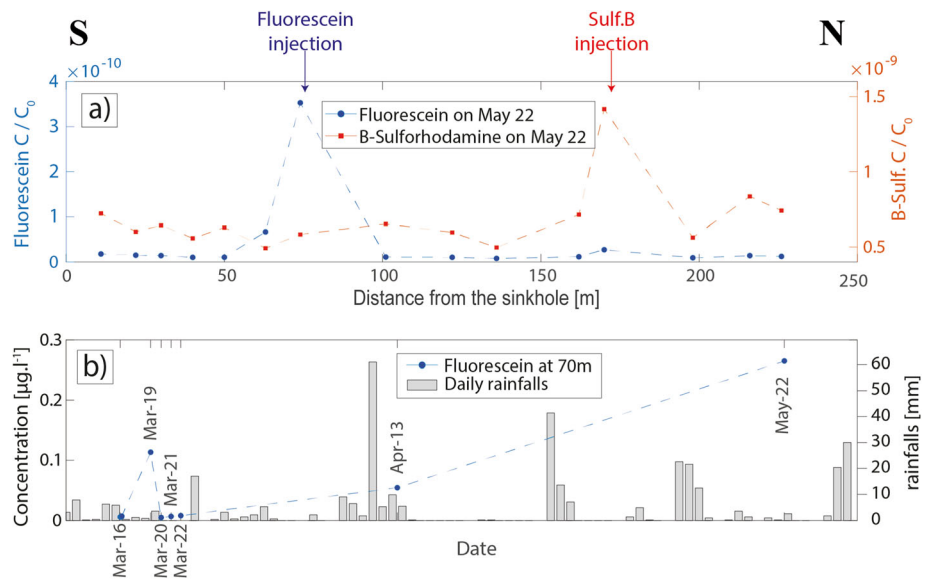 S
Fluorescein
injection
Sulf.B
injection
N
×10⁻¹⁰
×10⁻⁹
a)
Fluorescein on May 22
B-Sulforhodamine on May 22
Fluorescein C / C₀
4
3
2
1
0
B-Sulf. C / C₀
1.5
1
0.5
0
50
100
150
200
250
Distance from the sinkhole [m]
b)
Fluorescein at 70m
Daily rainfalls
Concentration [µg.l⁻¹]
0.3
0.2
0.1
0
rainfalls [mm]
60
50
40
30
20
10
0
Mar-16
Mar-19
Mar-20
Mar-21
Mar-22
Apr-13
May-22
Date